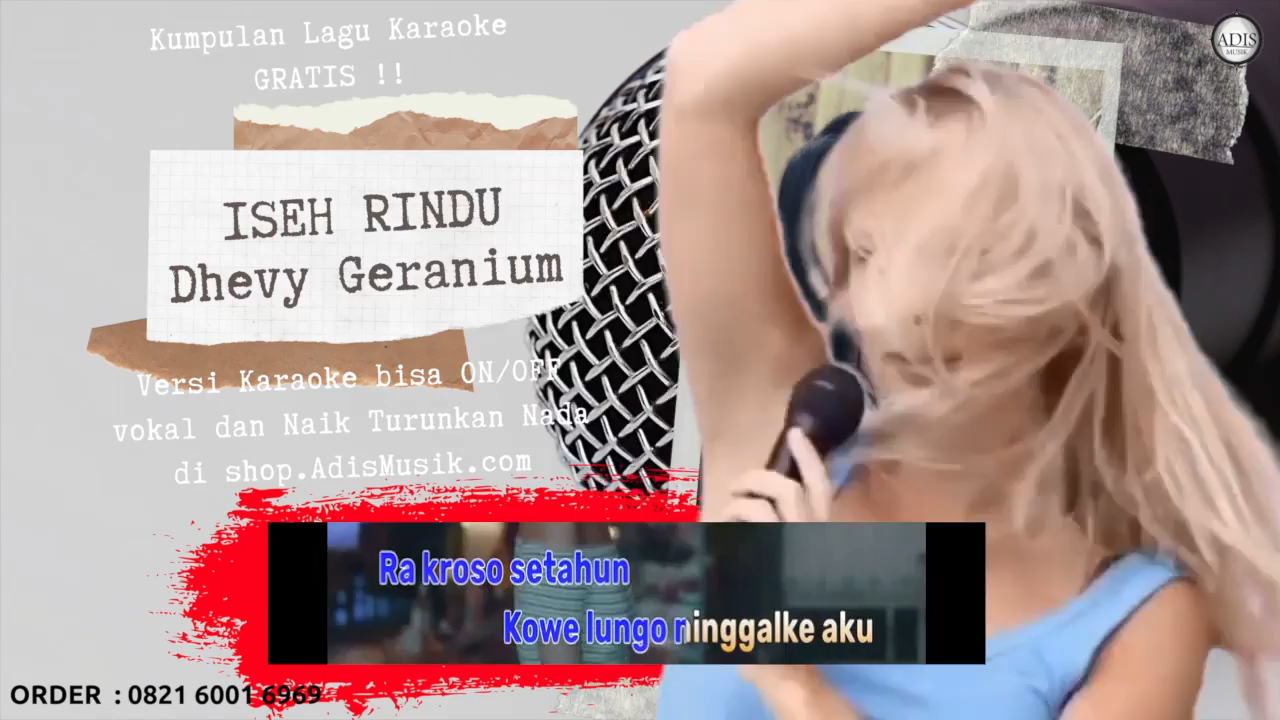 Kumpulan Lagu Karaoke
GRATIS !!
ADIS
MUSIK
ISEH RINDU
Dhevy Geranium
Versi Karaoke bisa ON/OFF
vokal dan Naik Turunkan Nada
di shop.AdisMusik.com
Ra kroso setahun
Kowe lungo ninggalke aku
ORDER : 0821 6001 6969